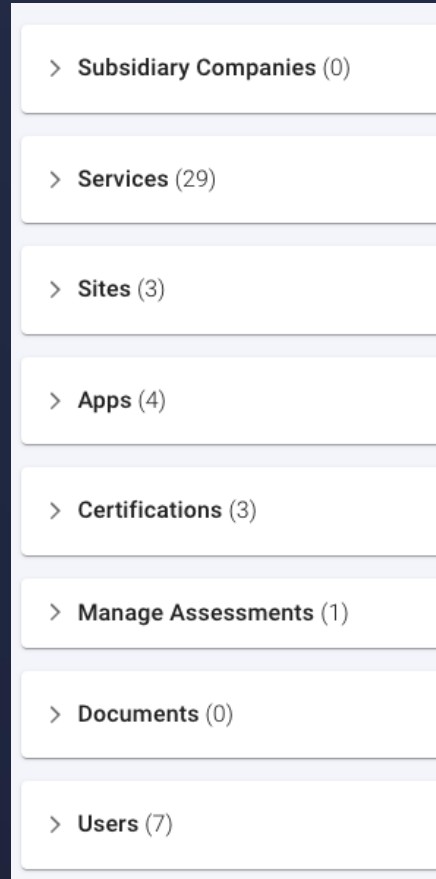 Subsidiary Companies (0)
Services (29)
Sites (3)
Apps (4)
Certifications (3)
Manage Assessments (1)
Documents (0)
Users (7)